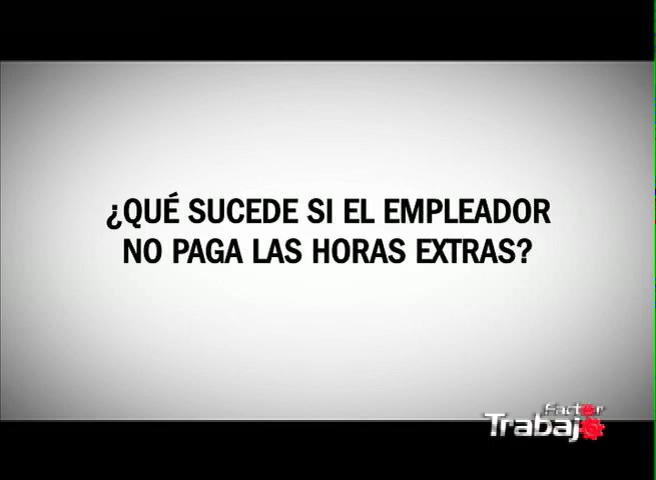 ¿QUÉ SUCEDE SI EL EMPLEADOR
NO PAGA LAS HORAS EXTRAS?
Factor
Trabajo